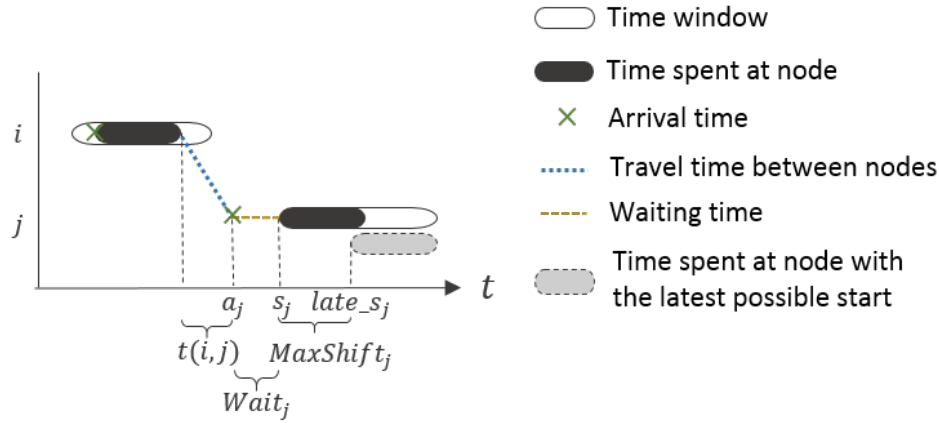 Time window
Time spent at node
Arrival time
Travel time between nodes
Waiting time
Time spent at node with
the latest possible start
i
j
t
a_j
s_j
late_s_j
t(i,j)
MaxShift_j
Wait_j